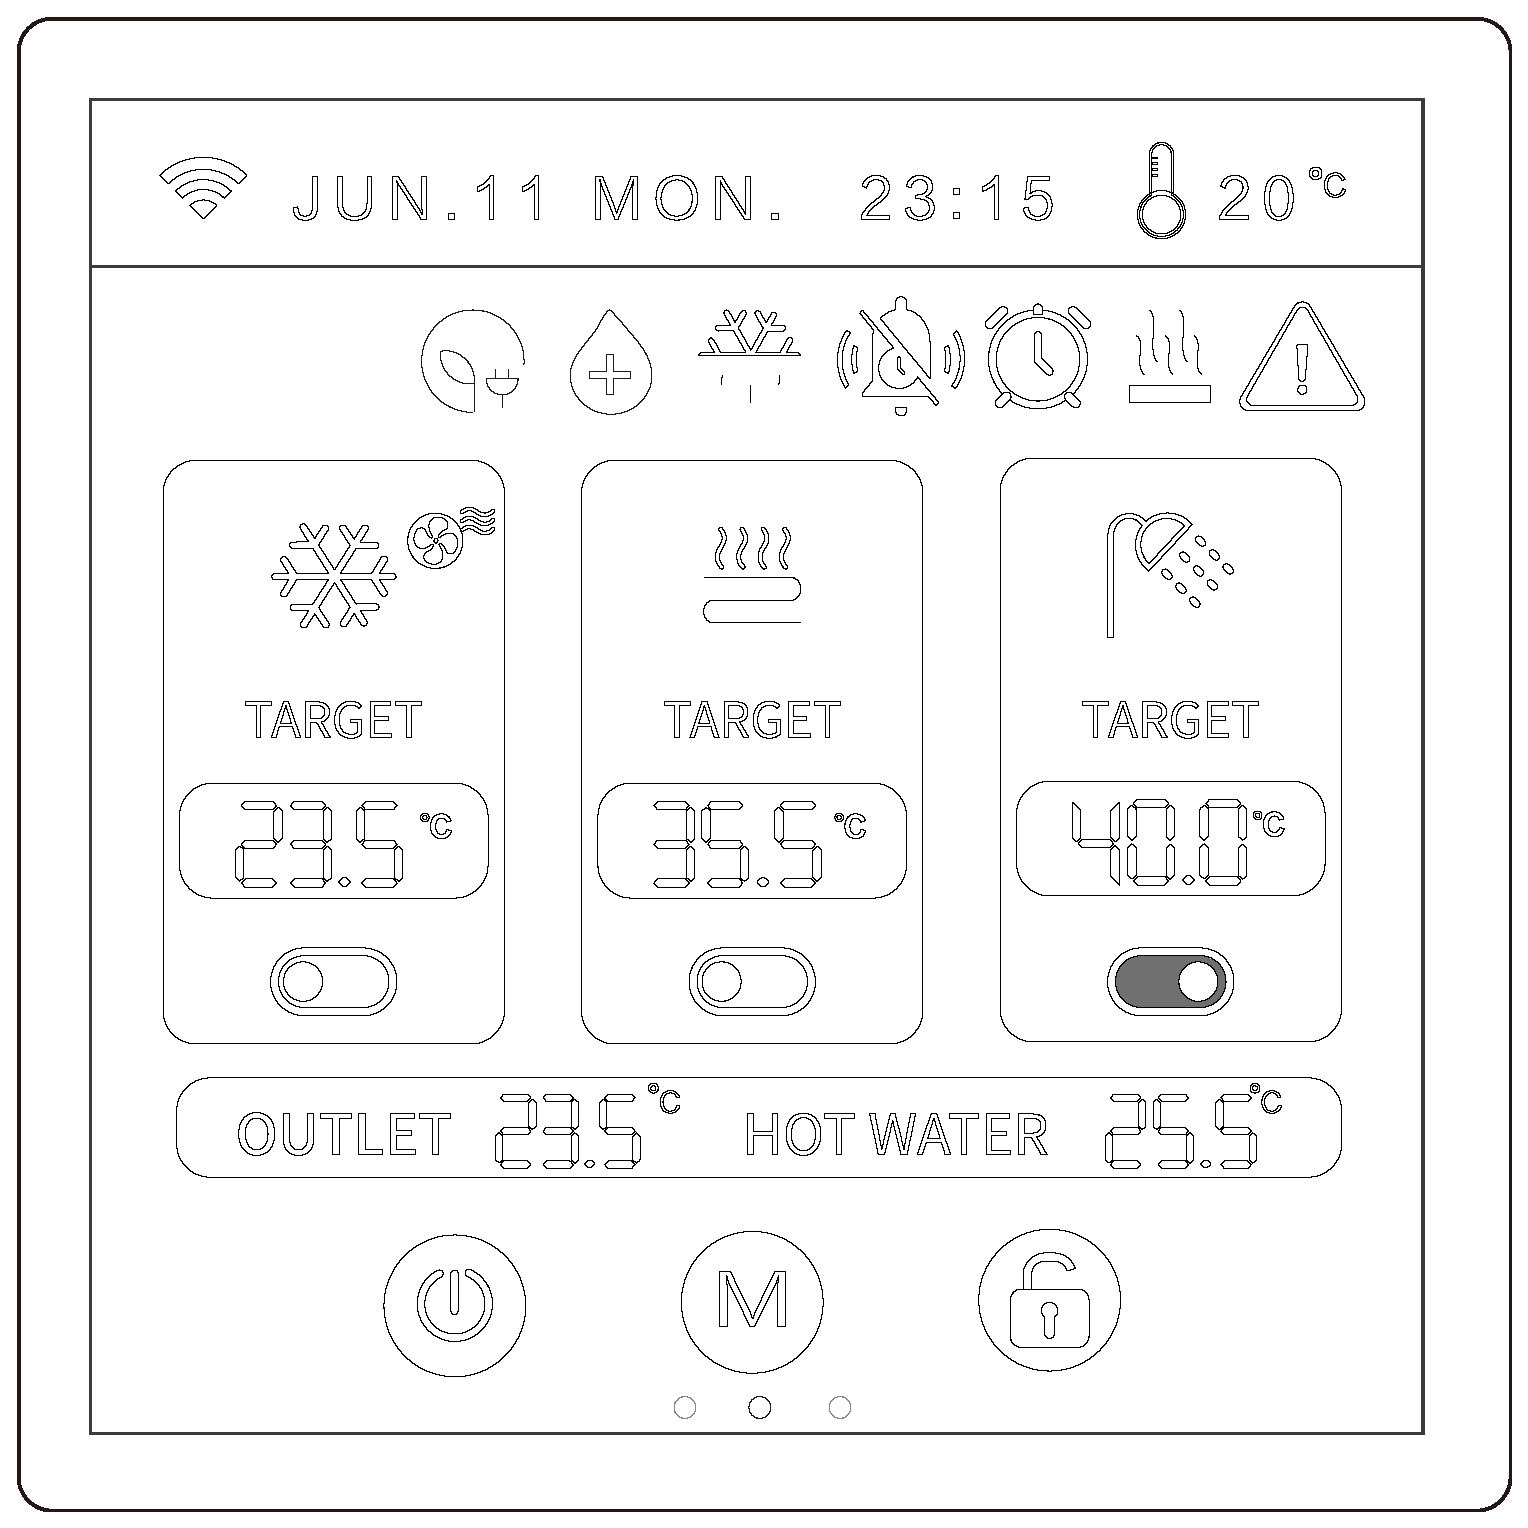 JUN.11 MON. 23:15 20°C
TARGET TARGET TARGET
23.5°C 35.5°C 40.0°C
OUTLET 23.5°C HOT WATER 25.5°C
M